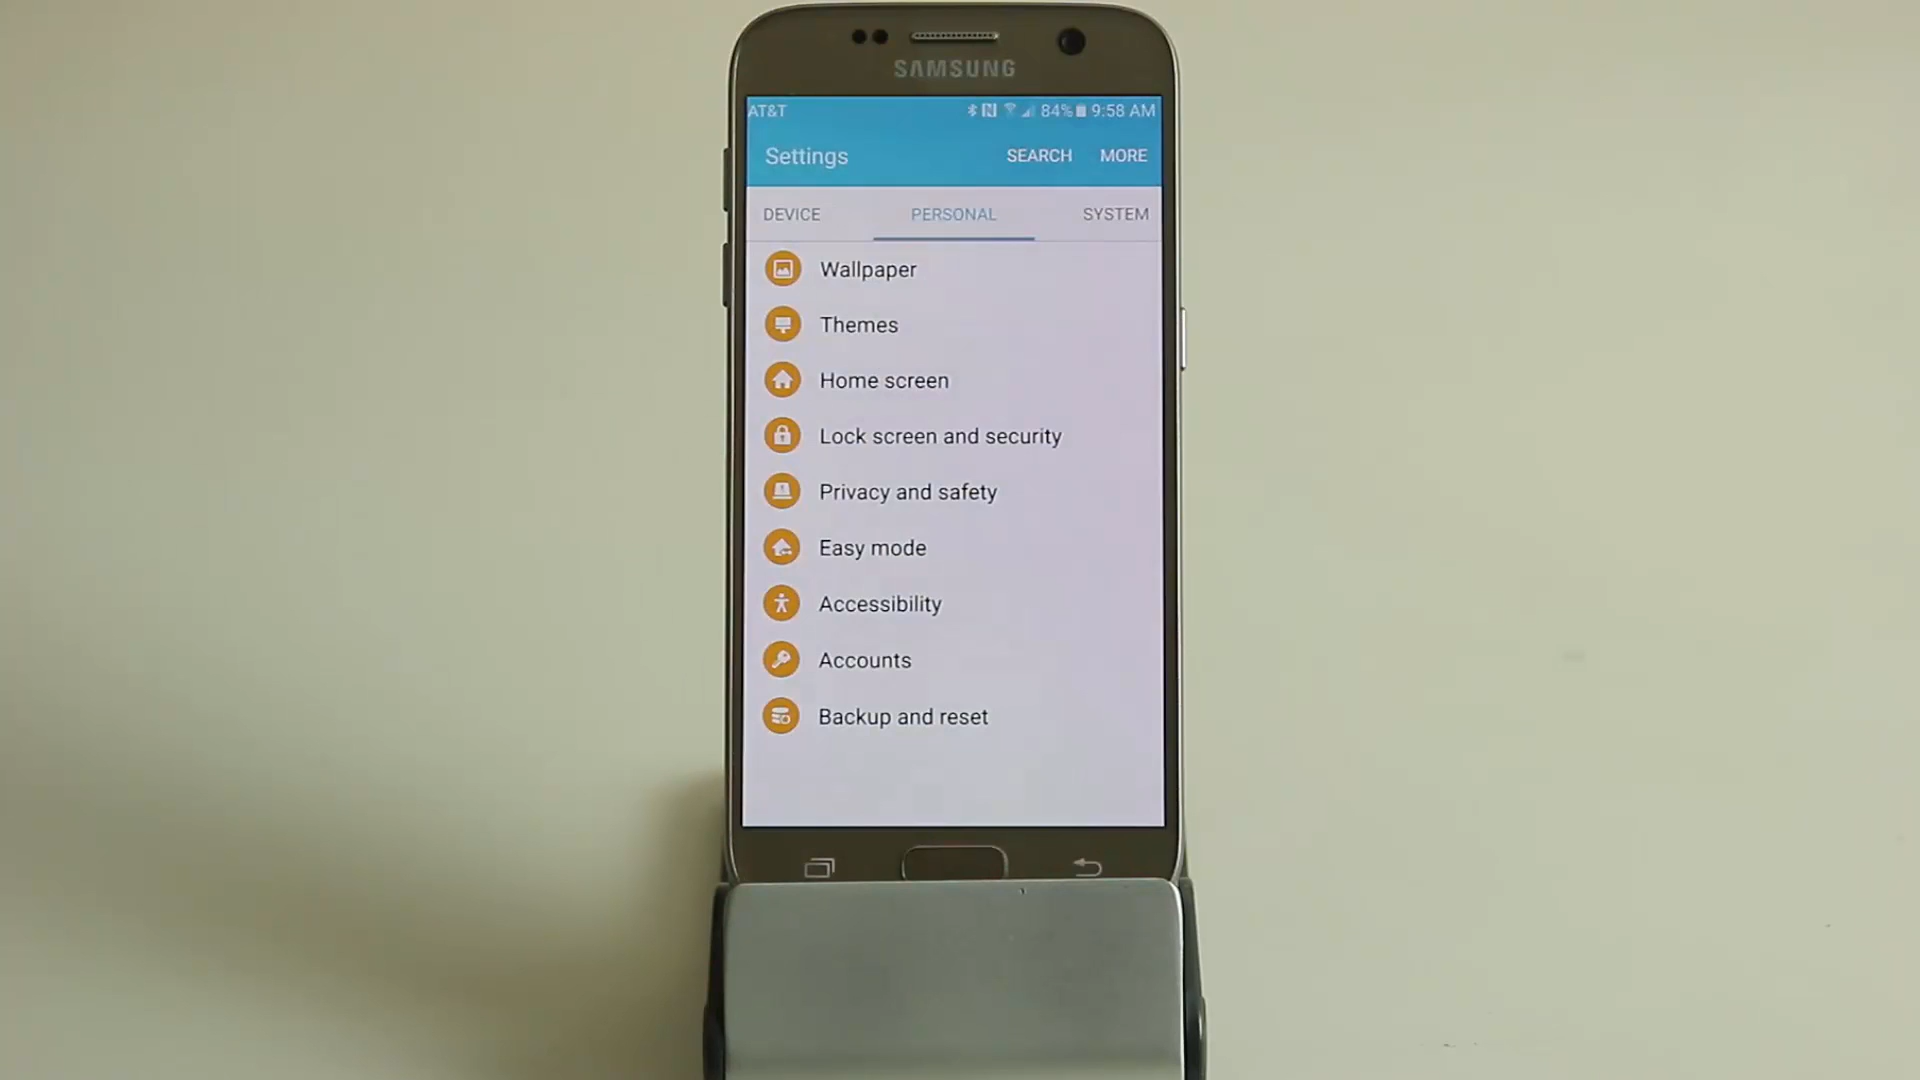 SAMSUNG
AT&T 84% 9:58 AM
Settings SEARCH MORE
DEVICE PERSONAL SYSTEM
Wallpaper
Themes
Home screen
Lock screen and security
Privacy and safety
Easy mode
Accessibility
Accounts
Backup and reset